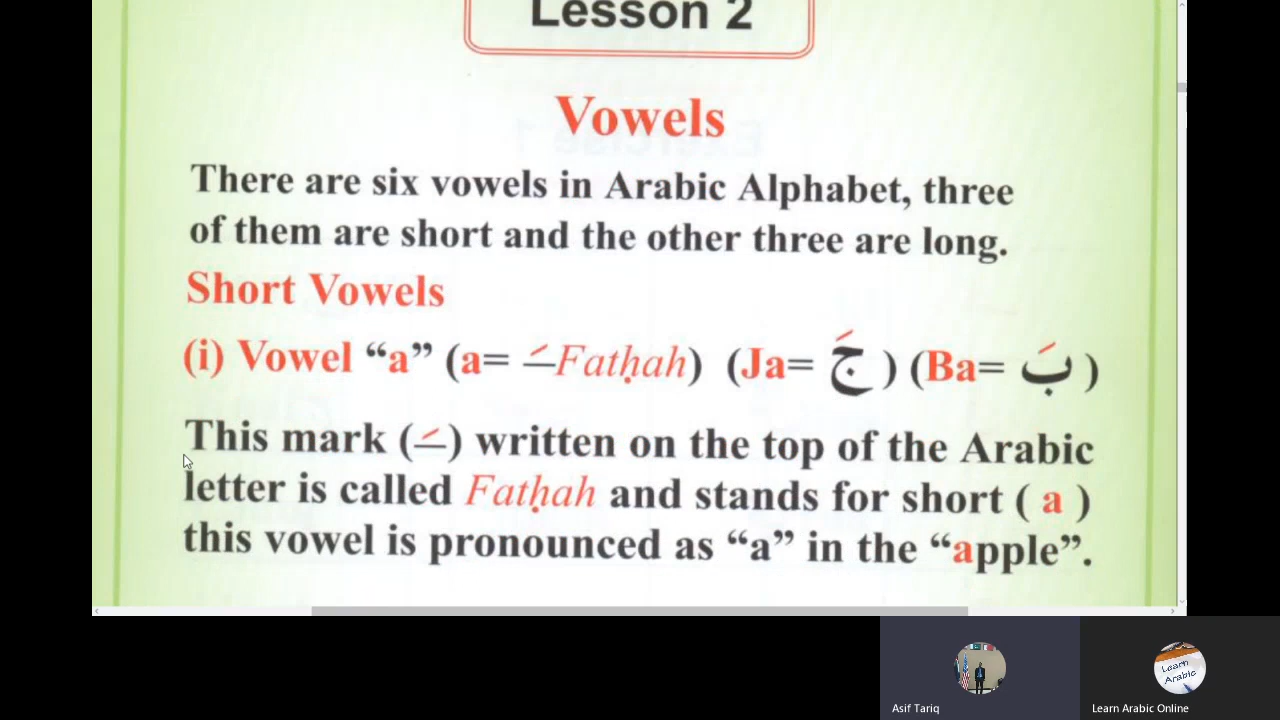 Lesson 2
Vowels
There are six vowels in Arabic Alphabet, three
of them are short and the other three are long.
Short Vowels
(i) Vowel “a” (a= ـَ Fatḥah) (Ja= جَ ) (Ba= بَ )
This mark (ـَ) written on the top of the Arabic
letter is called Fatḥah and stands for short ( a )
this vowel is pronounced as “a” in the “apple”.
Learn
Arabic
Asif Tariq
Learn Arabic Online